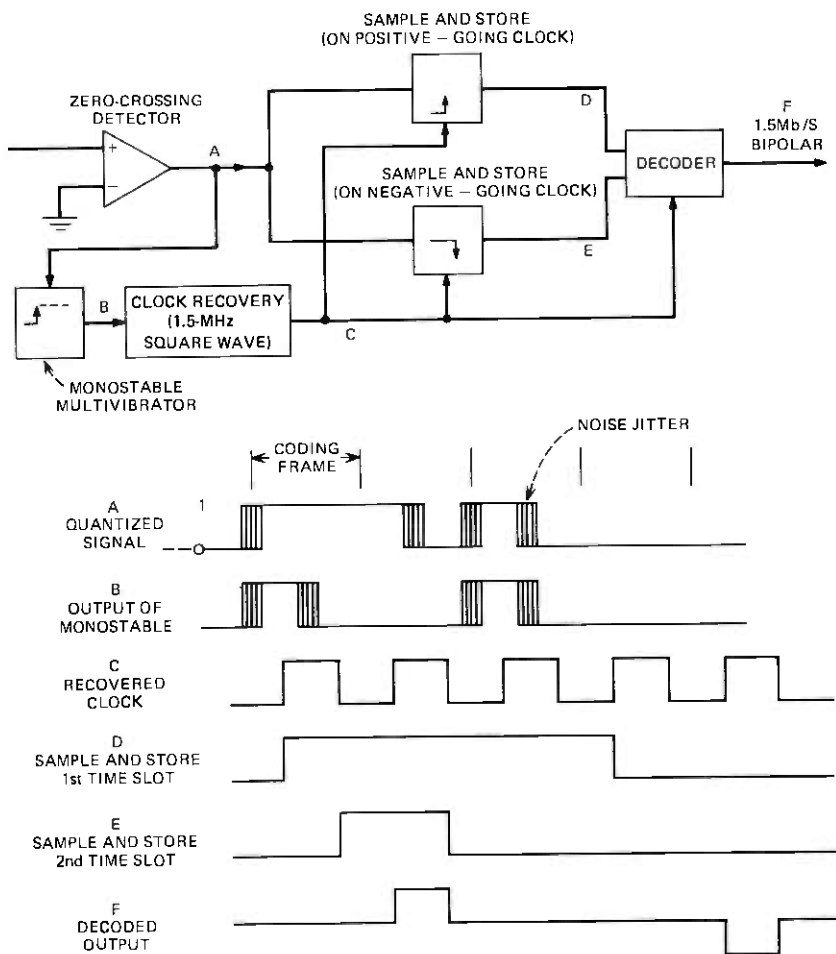 SAMPLE AND STORE
(ON POSITIVE – GOING CLOCK)
ZERO-CROSSING
DETECTOR
+
−
A
D
F
1.5Mb/S
BIPOLAR
SAMPLE AND STORE
(ON NEGATIVE – GOING CLOCK)
DECODER
E
B
CLOCK RECOVERY
(1.5-MHz
SQUARE WAVE)
C
MONOSTABLE
MULTIVIBRATOR
NOISE JITTER
CODING
FRAME
A
QUANTIZED
SIGNAL
1
O
B
OUTPUT OF
MONOSTABLE
C
RECOVERED
CLOCK
D
SAMPLE AND STORE
1st TIME SLOT
E
SAMPLE AND STORE
2nd TIME SLOT
F
DECODED
OUTPUT